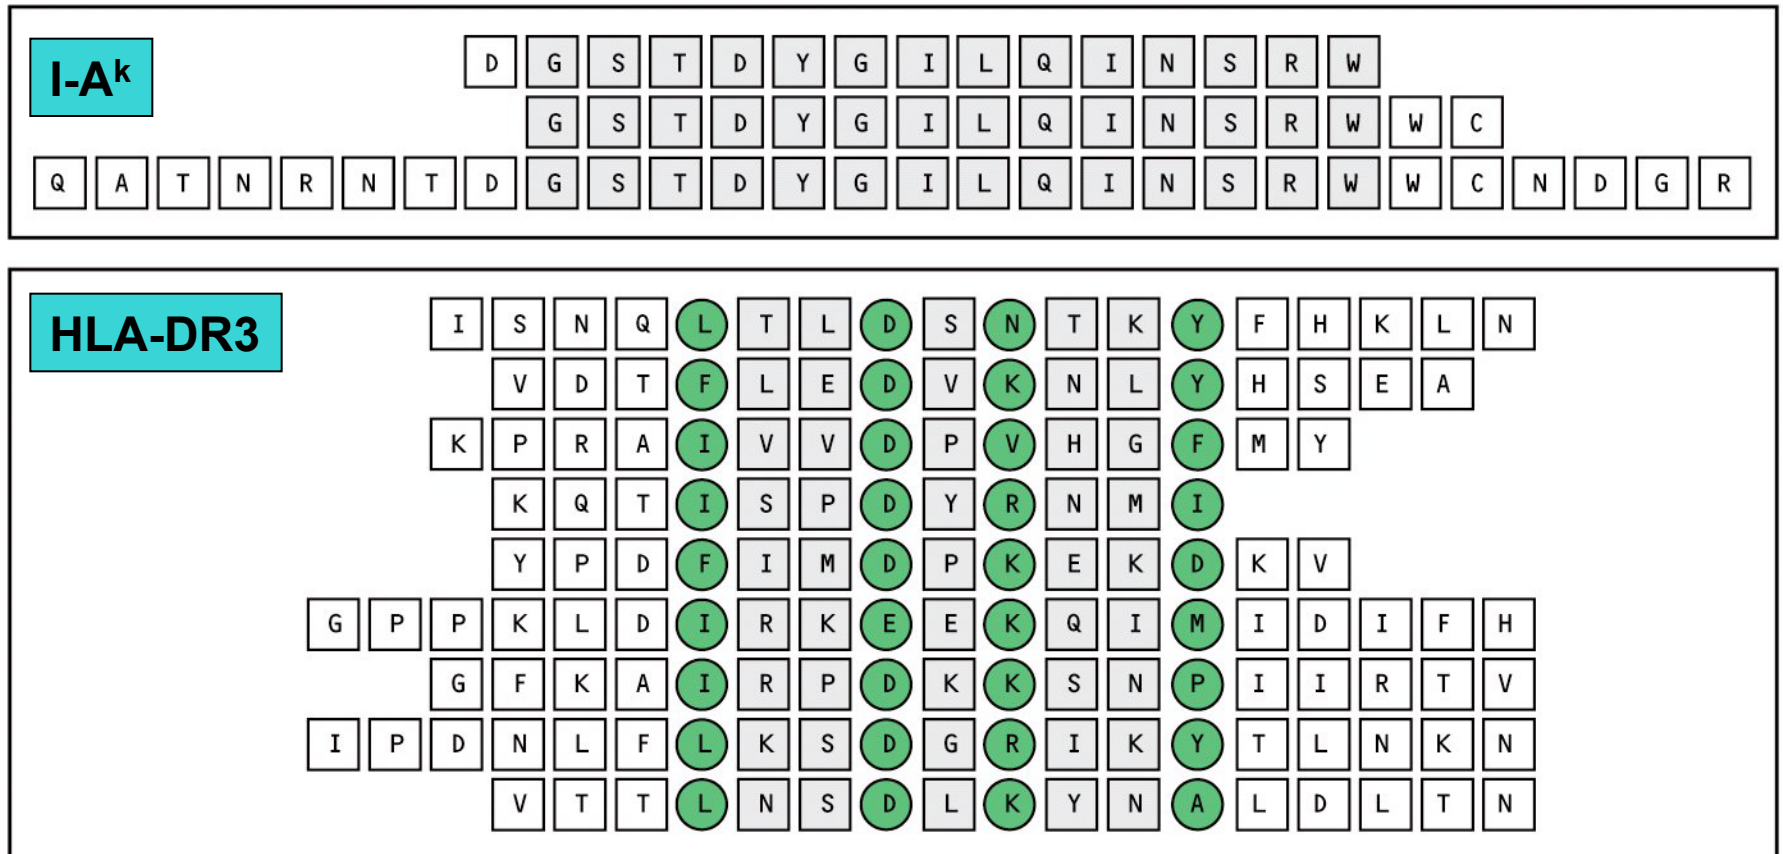 I-Aᵏ
D G S T D Y G I L Q I N S R W
G S T D Y G I L Q I N S R W W C
Q A T N R N T D G S T D Y G I L Q I N S R W W C N D G R
HLA-DR3
I S N Q L T L D S N T K Y F H K L N
V D T F L E D V K N L Y H S E A
K P R A I V V D P V H G F M Y
K Q T I S P D Y R N M I
Y P D F I M D P K E K D K V
G P P K L D I R K E E K Q I M I D I F H
G F K A I R P D K K S N P I I R T V
I P D N L F L K S D G R I K Y T L N K N
V T T L N S D L K Y N A L D L T N